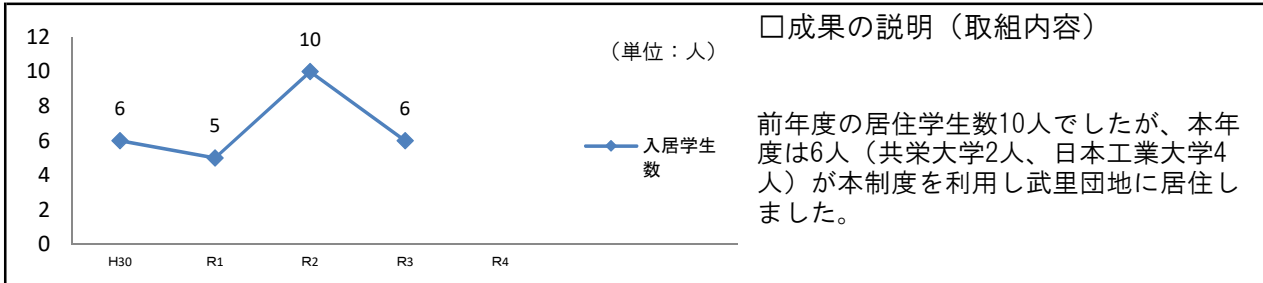 12
10
8
6
4
2
0
6
5
10
6
H30
R1
R2
R3
R4
（単位：人）
入居学生
数
□成果の説明（取組内容）
前年度の居住学生数10人でしたが、本年
度は6人（共栄大学2人、日本工業大学4
人）が本制度を利用し武里団地に居住し
ました。